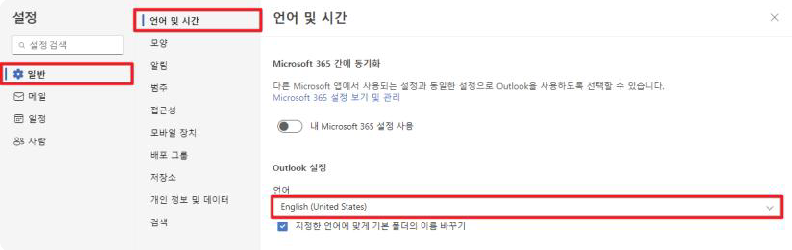 설정
설정 검색
일반
메일
일정
사람
언어 및 시간
모양
알림
범주
접근성
모바일 장치
배포 그룹
저장소
개인 정보 및 데이터
검색
언어 및 시간
Microsoft 365 간에 동기화
다른 Microsoft 앱에서 사용되는 설정과 동일한 설정으로 Outlook을 사용하도록 선택할 수 있습니다.
Microsoft 365 설정 보기 및 관리
내 Microsoft 365 설정 사용
Outlook 설정
언어
English (United States)
지정한 언어에 맞게 기본 폴더의 이름 바꾸기